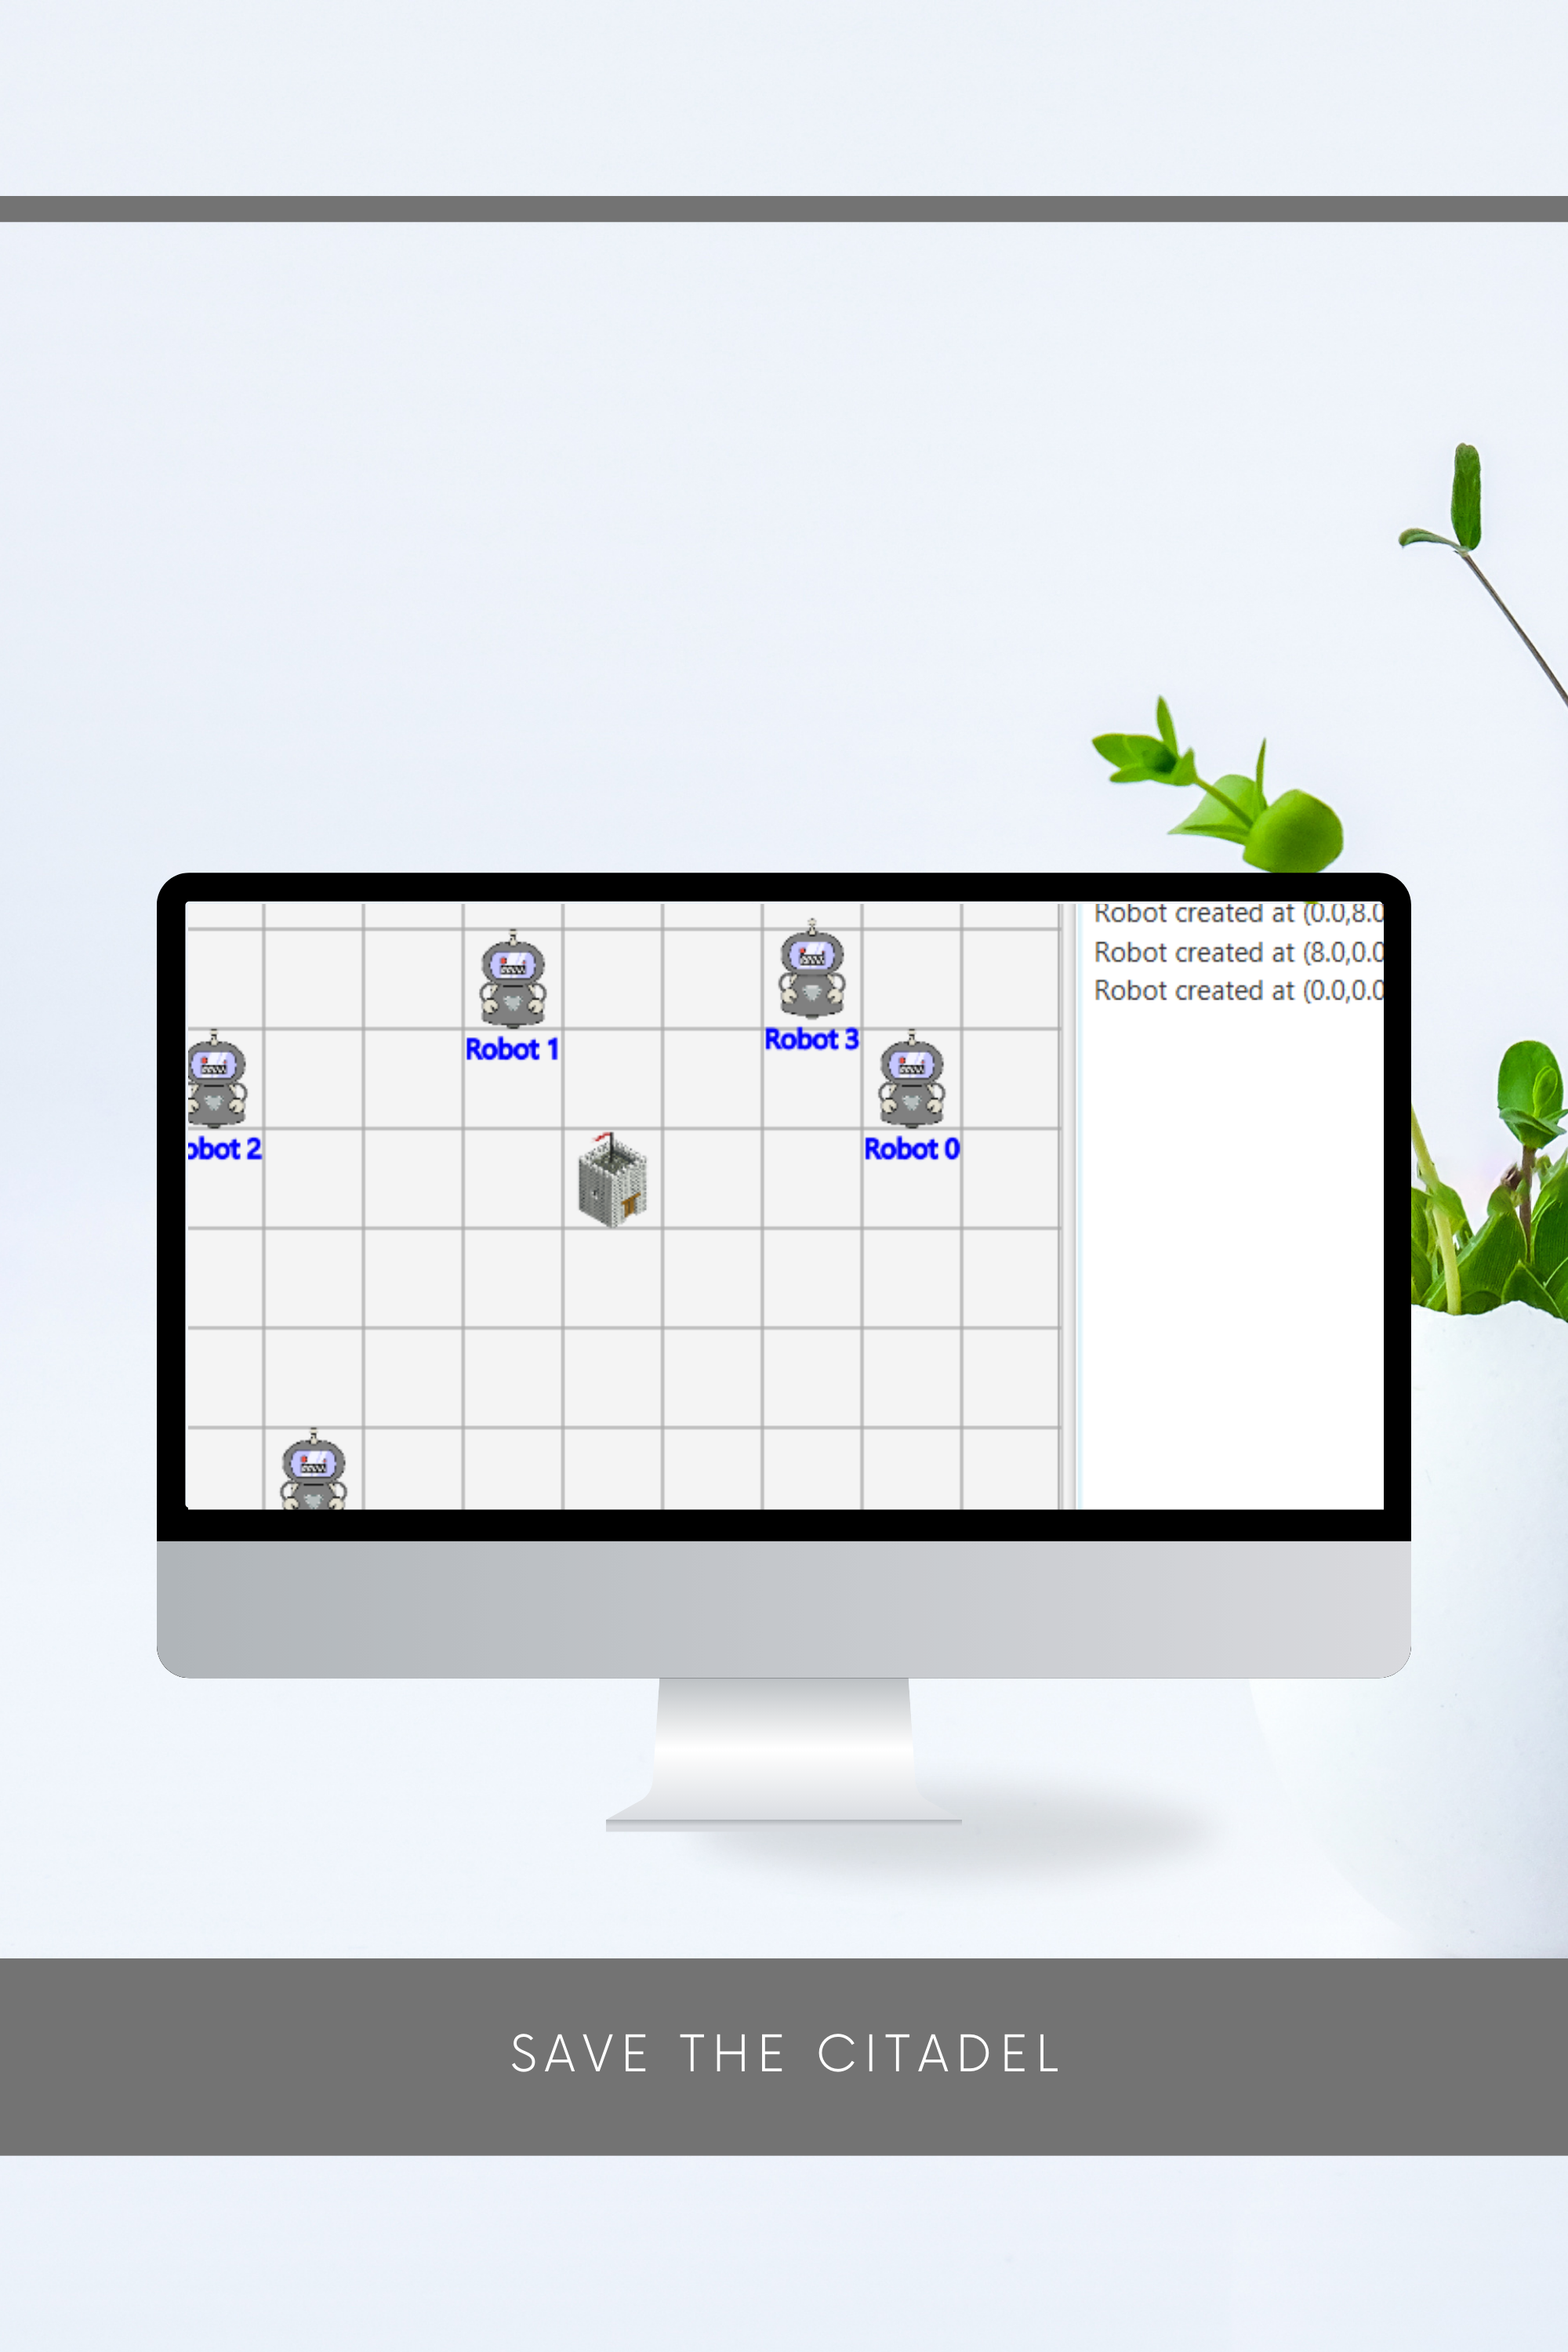 Robot created at (0.0,8.0
Robot created at (8.0,0.0
Robot created at (0.0,0.0
Robot 3
Robot 1
Robot 0
obot 2
SAVE THE CITADEL